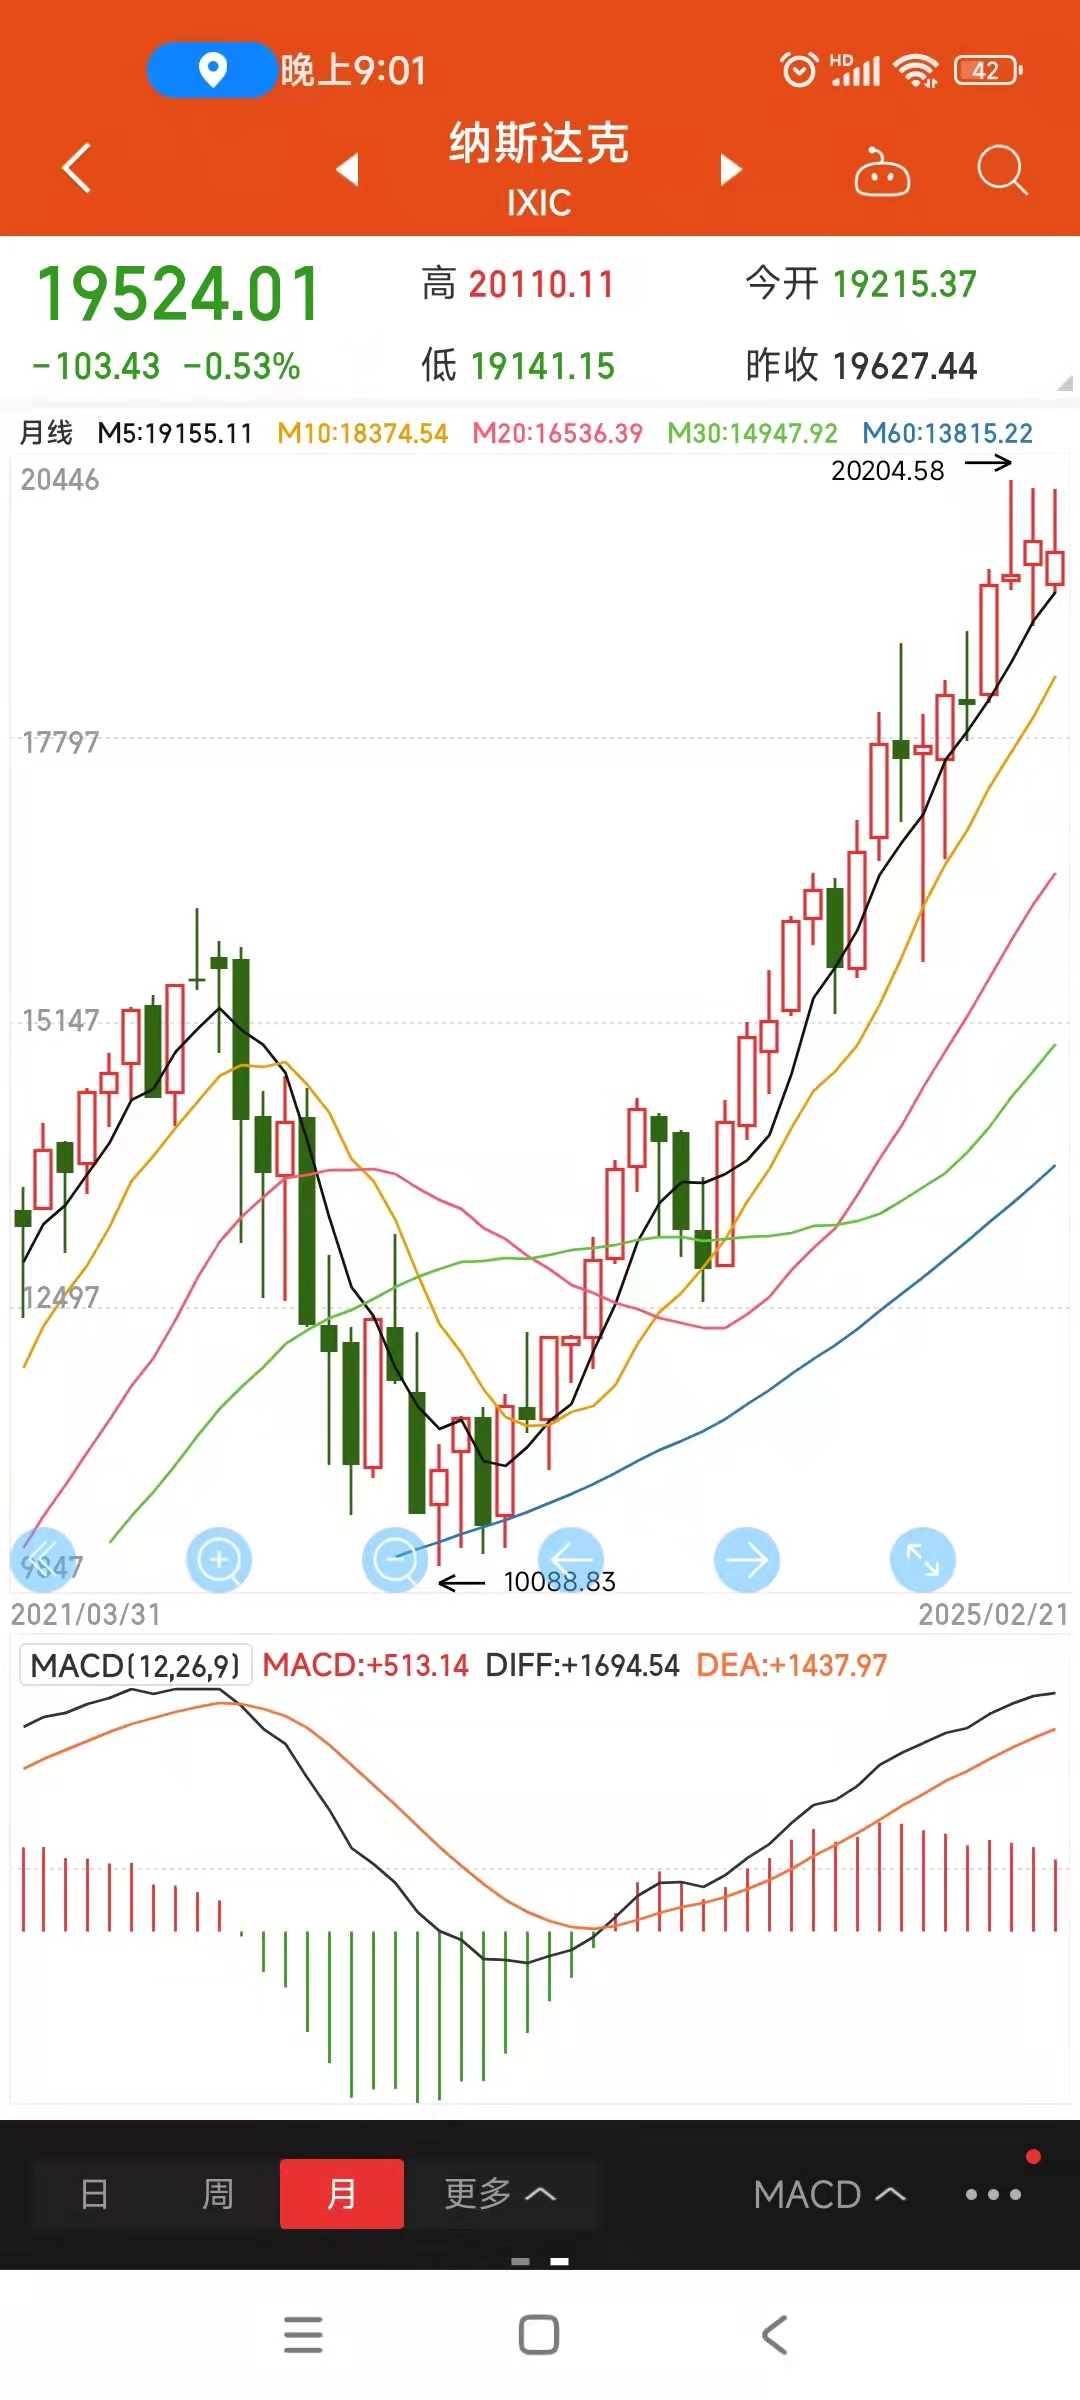 晚上9:01 HD 42
纳斯达克
IXIC
19524.01 高 20110.11 今开 19215.37
-103.43 -0.53% 低 19141.15 昨收 19627.44
月线 M5:19155.11 M10:18374.54 M20:16536.39 M30:14947.92 M60:13815.22
20446 20204.58
17797
15147
12497
9847 10088.83
2021/03/31 2025/02/21
MACD(12,26,9) MACD:+513.14 DIFF:+1694.54 DEA:+1437.97
日 周 月 更多 MACD